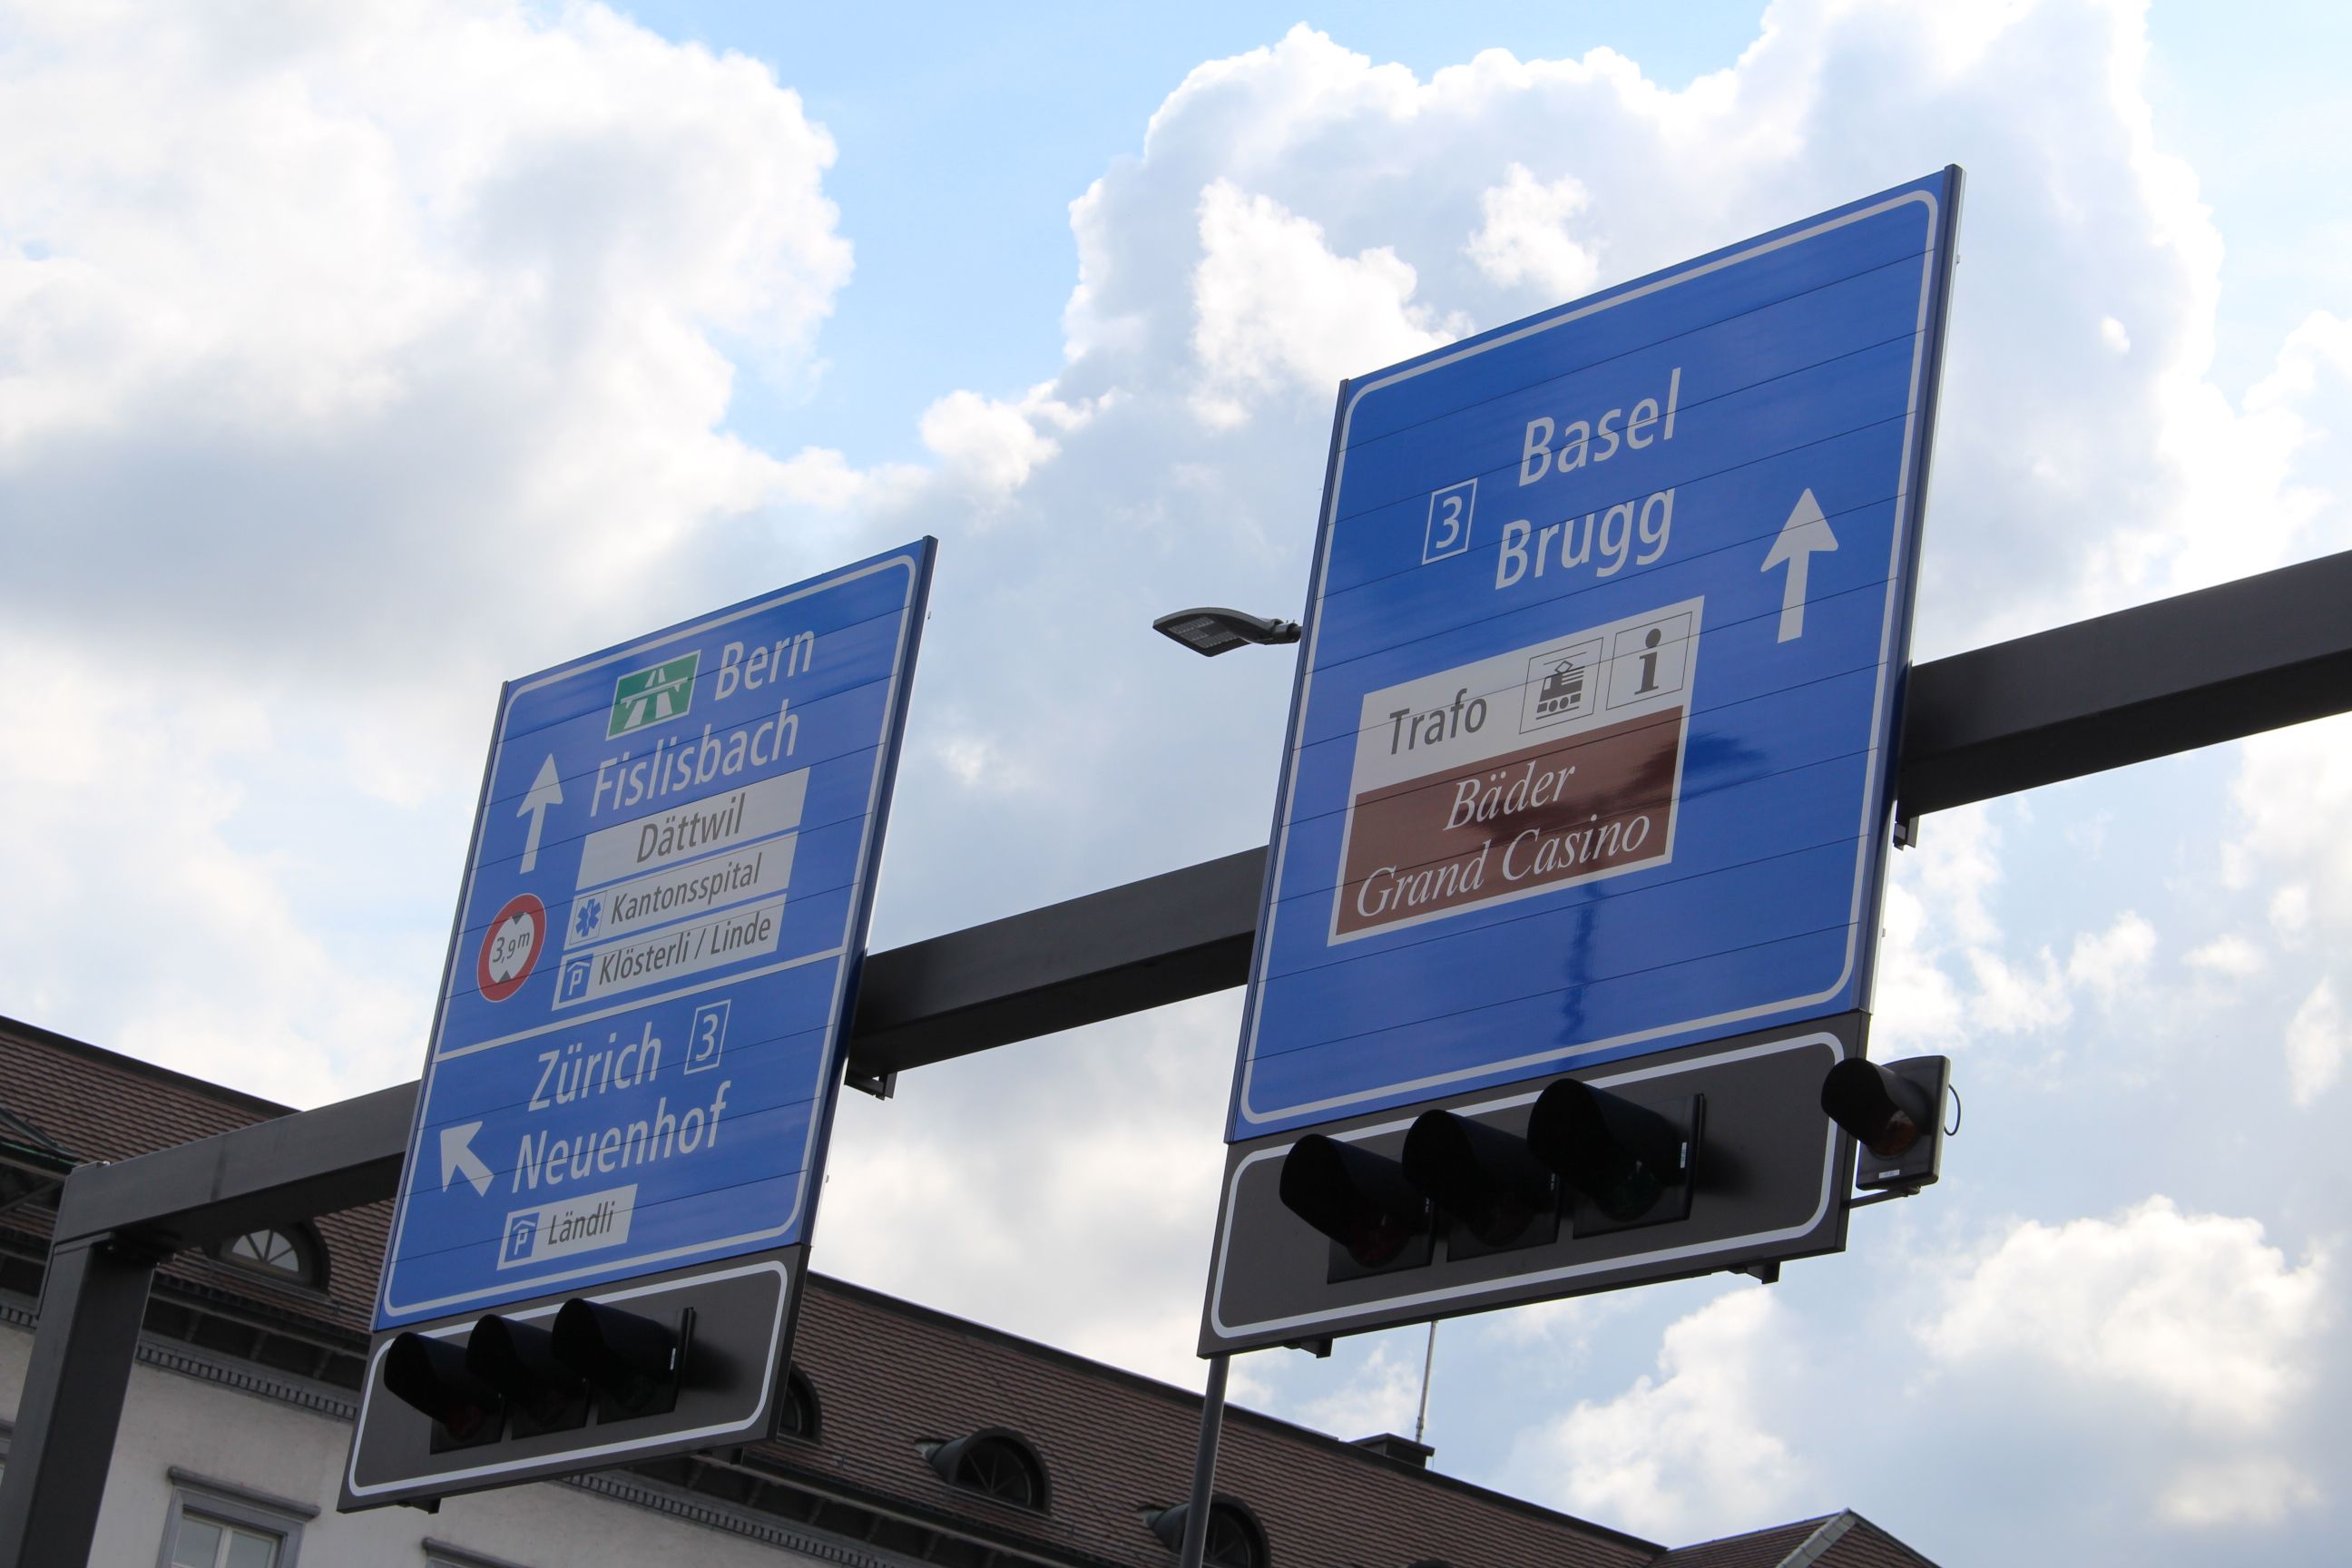 Bern
Fislisbach
Dättwil
Kantonsspital
3,9m
P Klösterli / Linde
Zürich 3
Neuenhof
P Ländli
Basel
3
Brugg
Trafo i
Bäder
Grand Casino